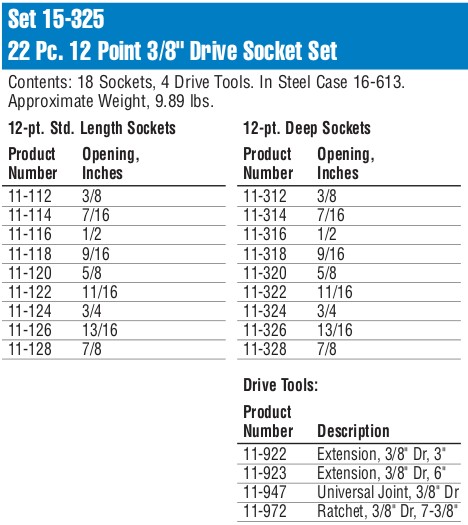 Set 15-325
22 Pc. 12 Point 3/8" Drive Socket Set
Contents: 18 Sockets, 4 Drive Tools. In Steel Case 16-613.
Approximate Weight, 9.89 lbs.
12-pt. Std. Length Sockets
Product Opening,
Number Inches
11-112 3/8
11-114 7/16
11-116 1/2
11-118 9/16
11-120 5/8
11-122 11/16
11-124 3/4
11-126 13/16
11-128 7/8
12-pt. Deep Sockets
Product Opening,
Number Inches
11-312 3/8
11-314 7/16
11-316 1/2
11-318 9/16
11-320 5/8
11-322 11/16
11-324 3/4
11-326 13/16
11-328 7/8
Drive Tools:
Product
Number Description
11-922 Extension, 3/8" Dr, 3"
11-923 Extension, 3/8" Dr, 6"
11-947 Universal Joint, 3/8" Dr
11-972 Ratchet, 3/8" Dr, 7-3/8"